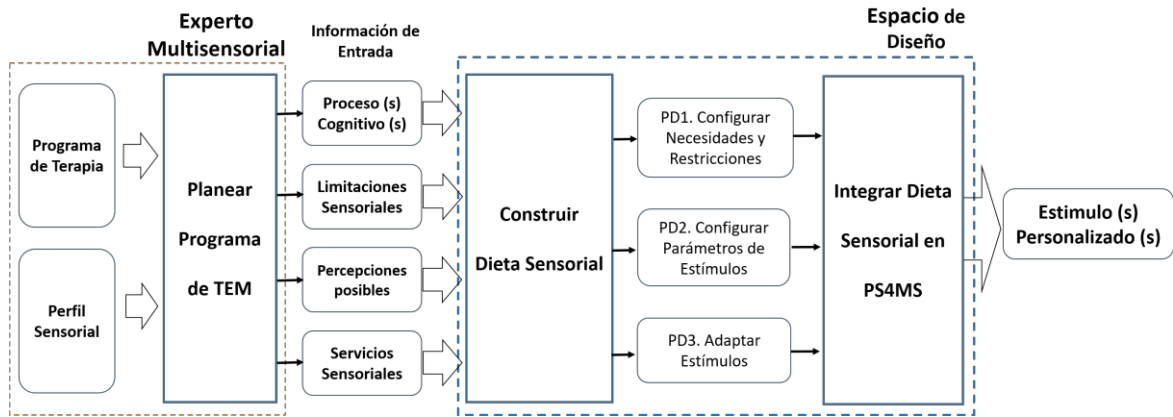 Experto
Multisensorial
Información de
Entrada
Espacio de
Diseño
Programa
de Terapia
Perfil
Sensorial
Planear
Programa
de TEM
Proceso (s)
Cognitivo (s)
Limitaciones
Sensoriales
Percepciones
posibles
Servicios
Sensoriales
Construir
Dieta Sensorial
PD1. Configurar
Necesidades y
Restricciones
PD2. Configurar
Parámetros de
Estímulos
PD3. Adaptar
Estímulos
Integrar Dieta
Sensorial en
PS4MS
Estimulo (s)
Personalizado (s)